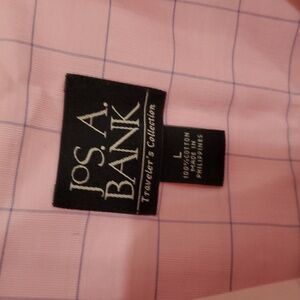 JOS. A.
BANK
Traveler's Collection
L
100% COTTON
MADE IN
PHILIPPINES